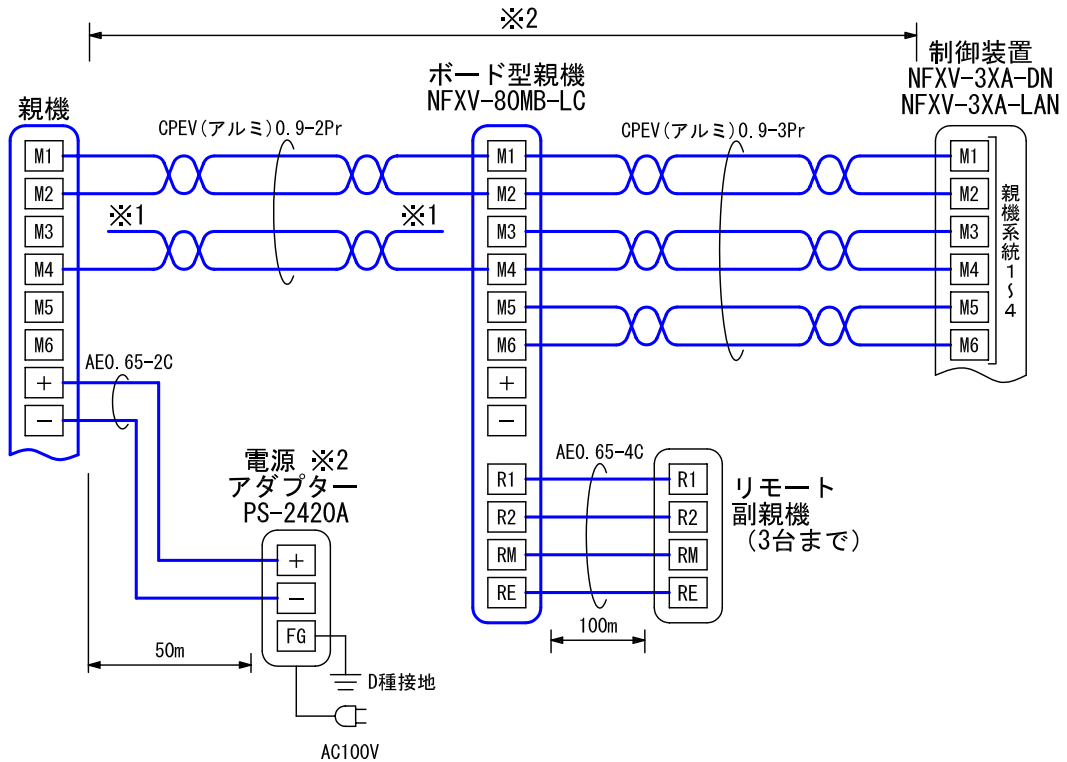 ※2
制御装置
NFXV-3XA-DN
NFXV-3XA-LAN
ボード型親機
NFXV-80MB-LC
親機
CPEV(アルミ)0.9-2Pr
CPEV(アルミ)0.9-3Pr
M1
M2
M3
M4
M5
M6
+
−
※1
※1
M1
M2
M3
M4
M5
M6
+
−
R1
R2
RM
RE
M1
M2
M3
M4
M5
M6
親機系統1~4
AE0.65-2C
電源 ※2
アダプター
PS-2420A
+
−
FG
50m
D種接地
AC100V
AE0.65-4C
100m
R1
R2
RM
RE
リモート
副親機
(3台まで)